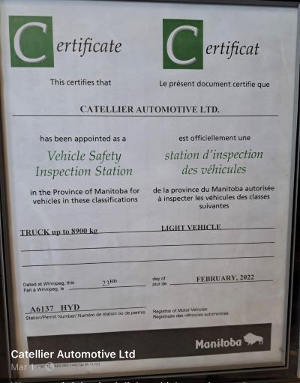 Certificate Certificat
This certifies that Le présent document certifie que
CATELLIER AUTOMOTIVE LTD.
has been appointed as a est officiellement une
Vehicle Safety station d'inspection
Inspection Station des véhicules
in the Province of Manitoba for de la province du Manitoba autorisée
vehicles in these classifications à inspecter les véhicules des classes
suivantes
TRUCK up to 8900 kg LIGHT VEHICLE
Dated at Winnipeg, this day of FEBRUARY, 2022
Fait à Winnipeg, le jour de
A6137 HYD Registrar of Motor Vehicles
Station/Permit Number/ Numéro de station ou de permis Registraire des véhicules automobiles
Manitoba
Catellier Automotive Ltd